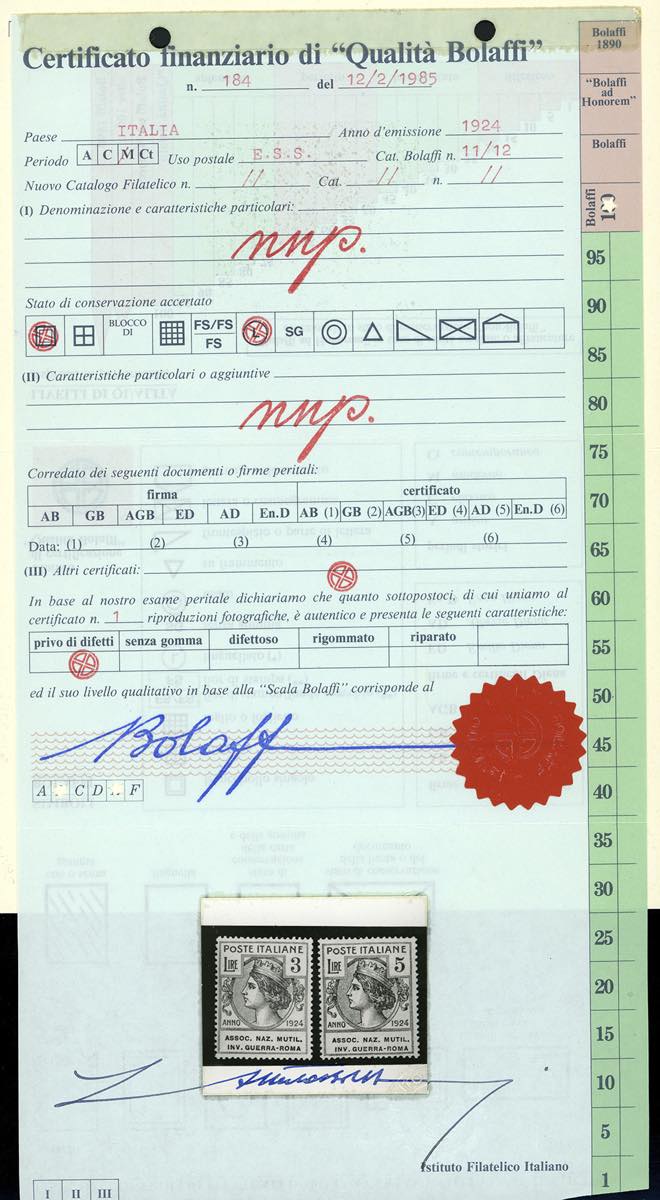 Certificato finanziario di “Qualità Bolaffi”
n. 184 del 12/2/1985
Paese ITALIA Anno d'emissione 1924
Periodo A C M Ct Uso postale E.S.S. Cat. Bolaffi n. 11/12
Nuovo Catalogo Filatelico n. // Cat. // n. //
(I) Denominazione e caratteristiche particolari:
nnp.
Stato di conservazione accertato
BLOCCO DI FS/FS FS L SG
(II) Caratteristiche particolari o aggiuntive
nnp.
Corredato dei seguenti documenti o firme peritali:
firma certificato
AB GB AGB ED AD En.D AB (1) GB (2) AGB(3) ED (4) AD (5) En.D (6)
Data: (1) (2) (3) (4) (5) (6)
(III) Altri certificati:
In base al nostro esame peritale dichiariamo che quanto sottopostoci, di cui uniamo al
certificato n. 1 riproduzioni fotografiche, è autentico e presenta le seguenti caratteristiche:
privo di difetti senza gomma difettoso rigommato riparato
ed il suo livello qualitativo in base alla “Scala Bolaffi” corrisponde al
Bolaffi
A C D F
POSTE ITALIANE POSTE ITALIANE
LIRE 3 LIRE 5
ANNO 1924 ANNO 1924
ASSOC. NAZ. MUTIL. ASSOC. NAZ. MUTIL.
INV. GUERRA-ROMA INV. GUERRA-ROMA
Istituto Filatelico Italiano
I II III
Bolaffi
1890
“Bolaffi
ad
Honorem”
Bolaffi
Bolaffi
100
95
90
85
80
75
70
65
60
55
50
45
40
35
30
25
20
15
10
5
1